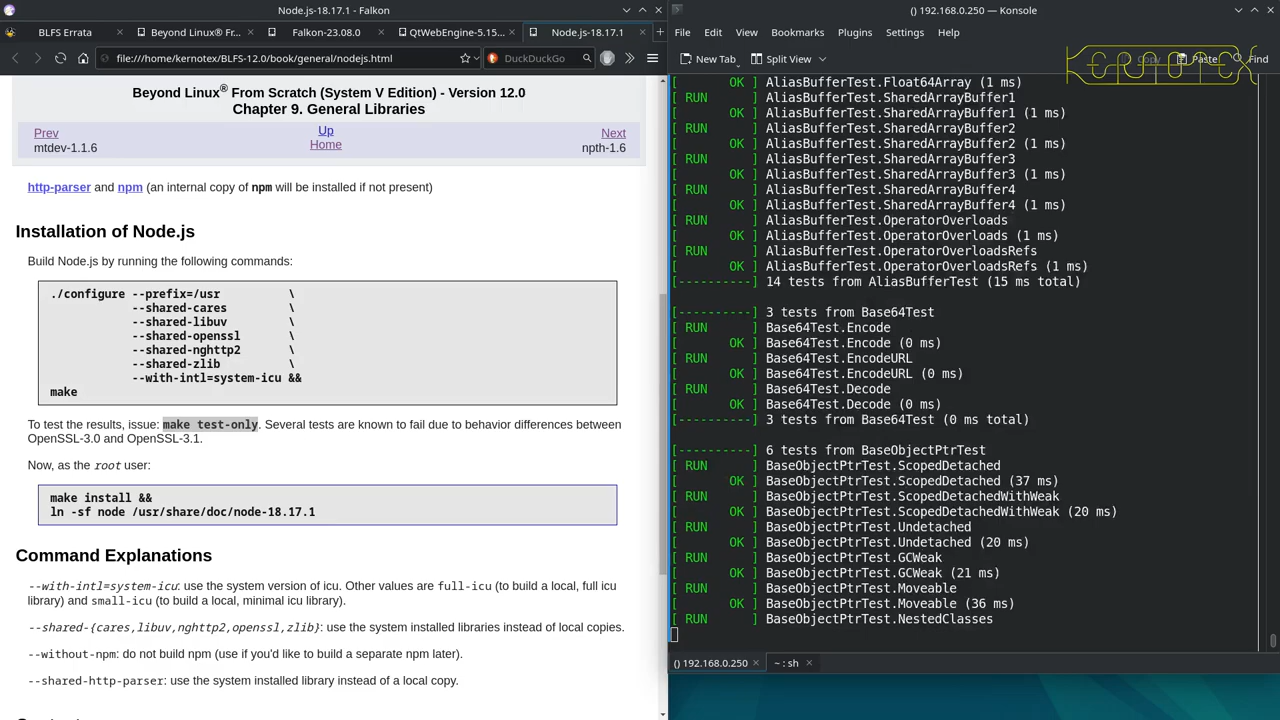 Node.js-18.17.1 - Falkon
BLFS Errata
Beyond Linux® Fr...
Falkon-23.08.0
QtWebEngine-5.15...
Node.js-18.17.1
file:///home/kernotex/BLFS-12.0/book/general/nodejs.html
DuckDuckGo
Beyond Linux® From Scratch (System V Edition) - Version 12.0
Chapter 9. General Libraries
Prev
Up
Next
mtdev-1.1.6
Home
npth-1.6
http-parser and npm (an internal copy of npm will be installed if not present)
Installation of Node.js
Build Node.js by running the following commands:
./configure --prefix=/usr \
--shared-cares \
--shared-libuv \
--shared-openssl \
--shared-nghttp2 \
--shared-zlib \
--with-intl=system-icu &&
make
To test the results, issue: make test-only. Several tests are known to fail due to behavior differences between
OpenSSL-3.0 and OpenSSL-3.1.
Now, as the root user:
make install &&
ln -sf node /usr/share/doc/node-18.17.1
Command Explanations
--with-intl=system-icu: use the system version of icu. Other values are full-icu (to build a local, full icu
library) and small-icu (to build a local, minimal icu library).
--shared-{cares,libuv,nghttp2,openssl,zlib}: use the system installed libraries instead of local copies.
--without-npm: do not build npm (use if you'd like to build a separate npm later).
--shared-http-parser: use the system installed library instead of a local copy.
() 192.168.0.250 — Konsole
File Edit View Bookmarks Plugins Settings Help
New Tab Split View Copy Paste Find
[ OK ] AliasBufferTest.Float64Array (1 ms)
[ RUN ] AliasBufferTest.SharedArrayBuffer1
[ OK ] AliasBufferTest.SharedArrayBuffer1 (1 ms)
[ RUN ] AliasBufferTest.SharedArrayBuffer2
[ OK ] AliasBufferTest.SharedArrayBuffer2 (1 ms)
[ RUN ] AliasBufferTest.SharedArrayBuffer3
[ OK ] AliasBufferTest.SharedArrayBuffer3 (1 ms)
[ RUN ] AliasBufferTest.SharedArrayBuffer4
[ OK ] AliasBufferTest.SharedArrayBuffer4 (1 ms)
[ RUN ] AliasBufferTest.OperatorOverloads
[ OK ] AliasBufferTest.OperatorOverloads (1 ms)
[ RUN ] AliasBufferTest.OperatorOverloadsRefs
[ OK ] AliasBufferTest.OperatorOverloadsRefs (1 ms)
[----------] 14 tests from AliasBufferTest (15 ms total)
[----------] 3 tests from Base64Test
[ RUN ] Base64Test.Encode
[ OK ] Base64Test.Encode (0 ms)
[ RUN ] Base64Test.EncodeURL
[ OK ] Base64Test.EncodeURL (0 ms)
[ RUN ] Base64Test.Decode
[ OK ] Base64Test.Decode (0 ms)
[----------] 3 tests from Base64Test (0 ms total)
[----------] 6 tests from BaseObjectPtrTest
[ RUN ] BaseObjectPtrTest.ScopedDetached
[ OK ] BaseObjectPtrTest.ScopedDetached (37 ms)
[ RUN ] BaseObjectPtrTest.ScopedDetachedWithWeak
[ OK ] BaseObjectPtrTest.ScopedDetachedWithWeak (20 ms)
[ RUN ] BaseObjectPtrTest.Undetached
[ OK ] BaseObjectPtrTest.Undetached (20 ms)
[ RUN ] BaseObjectPtrTest.GCWeak
[ OK ] BaseObjectPtrTest.GCWeak (21 ms)
[ RUN ] BaseObjectPtrTest.Moveable
[ OK ] BaseObjectPtrTest.Moveable (36 ms)
[ RUN ] BaseObjectPtrTest.NestedClasses
() 192.168.0.250
~ : sh